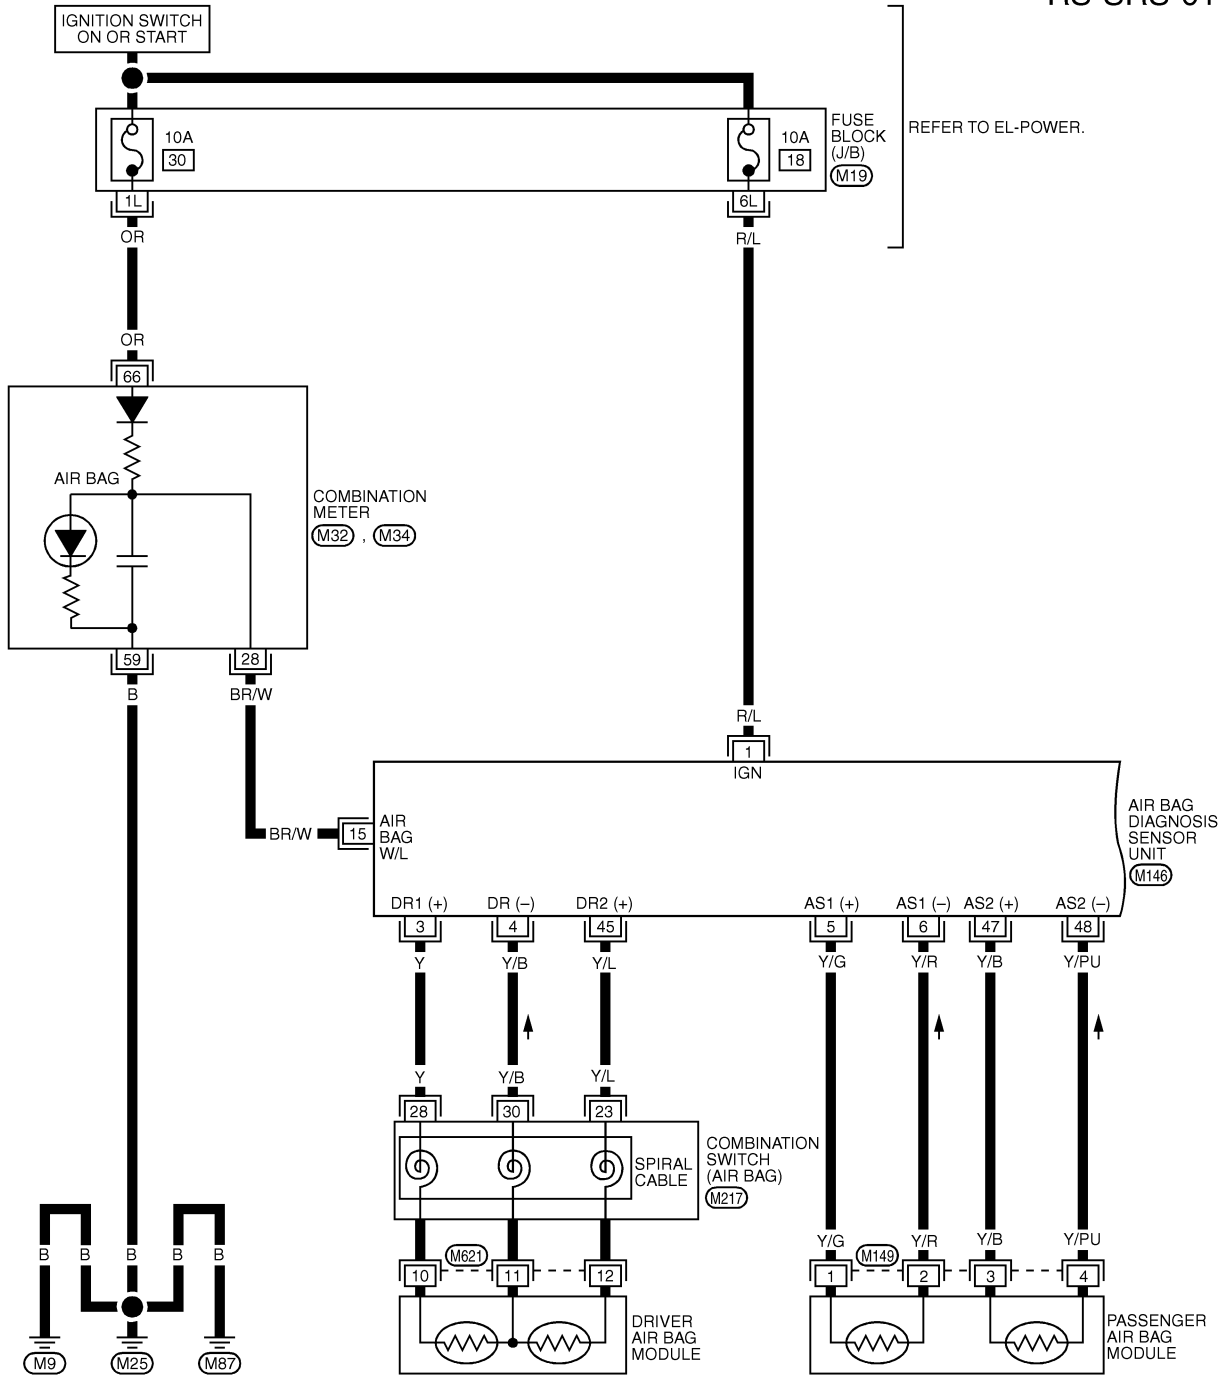 IGNITION SWITCH
ON OR START
10A
30
10A
18
FUSE
BLOCK
(J/B)
M19
REFER TO EL-POWER.
1L
6L
OR
R/L
OR
66
AIR BAG
COMBINATION
METER
M32 , M34
59
28
B
BR/W
R/L
1
IGN
BR/W
15
AIR
BAG
W/L
AIR BAG
DIAGNOSIS
SENSOR
UNIT
M146
DR1 (+)
DR (–)
DR2 (+)
AS1 (+)
AS1 (–)
AS2 (+)
AS2 (–)
3
4
45
5
6
47
48
Y
Y/B
Y/L
Y/G
Y/R
Y/B
Y/PU
Y
Y/B
Y/L
28
30
23
SPIRAL
CABLE
COMBINATION
SWITCH
(AIR BAG)
M217
Y/G
Y/R
Y/B
Y/PU
B
B
B
B
B
M621
M149
10
11
12
1
2
3
4
DRIVER
AIR BAG
MODULE
PASSENGER
AIR BAG
MODULE
M9
M25
M87